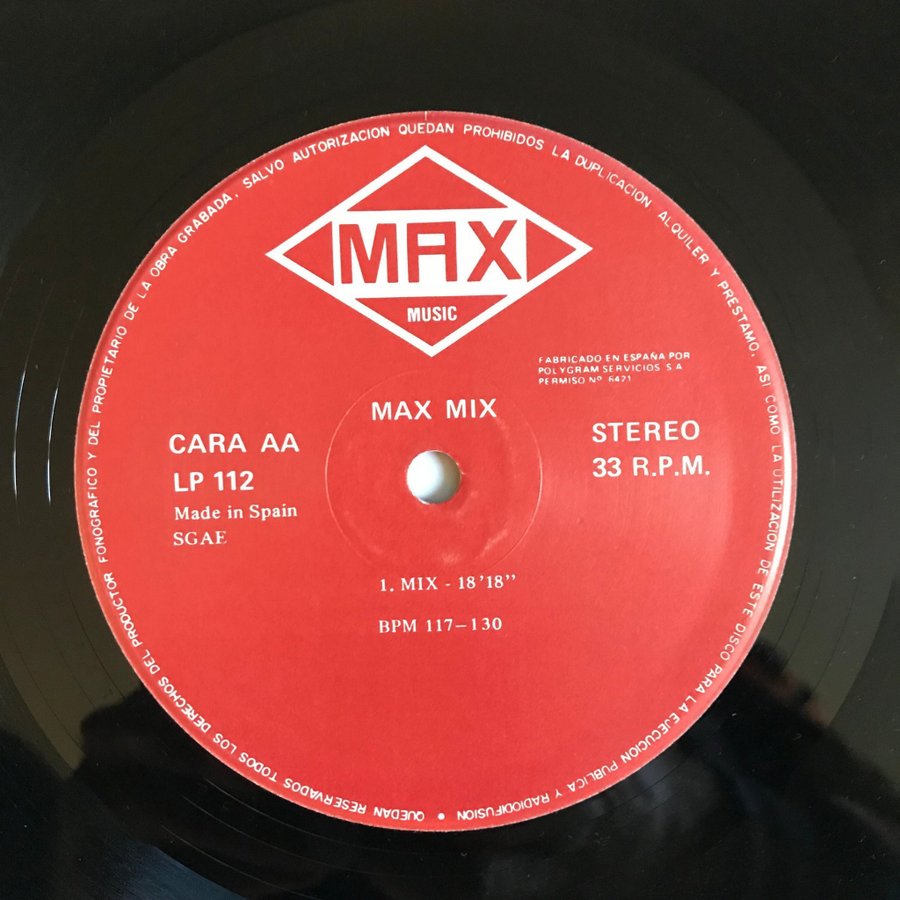 QUEDAN RESERVADOS TODOS LOS DERECHOS DEL PRODUCTOR FONOGRAFICO Y DEL PROPIETARIO DE LA OBRA GRABADA. SALVO AUTORIZACION QUEDAN PROHIBIDOS LA DUPLICACION ALQUILER Y PRESTAMO, ASI COMO LA UTILIZACION DE ESTE DISCO PARA LA EJECUCION PUBLICA Y RADIODIFUSION •
MAX
MUSIC
FABRICADO EN ESPAÑA POR
POLYGRAM SERVICIOS S A
PERMISO Nº 6421
MAX MIX
CARA AA
LP 112
Made in Spain
SGAE
STEREO
33 R.P.M.
1. MIX - 18'18”
BPM 117–130